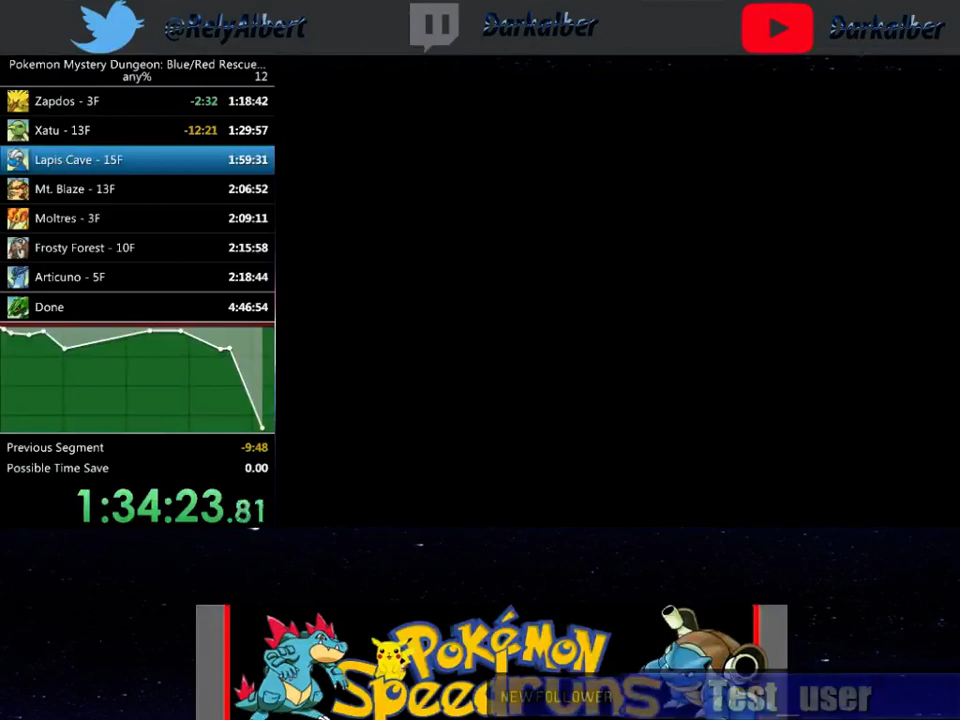 @RelyAlbert
Darkalber
Darkalber
Pokemon Mystery Dungeon: Blue/Red Rescue...
any% 12
Zapdos - 3F -2:32 1:18:42
Xatu - 13F -12:21 1:29:57
Lapis Cave - 15F 1:59:31
Mt. Blaze - 13F 2:06:52
Moltres - 3F 2:09:11
Frosty Forest - 10F 2:15:58
Articuno - 5F 2:18:44
Done 4:46:54
Previous Segment -9:48
Possible Time Save 0.00
1:34:23.81
Pokémon
Speedruns
NEW FOLLOWER
Test_user